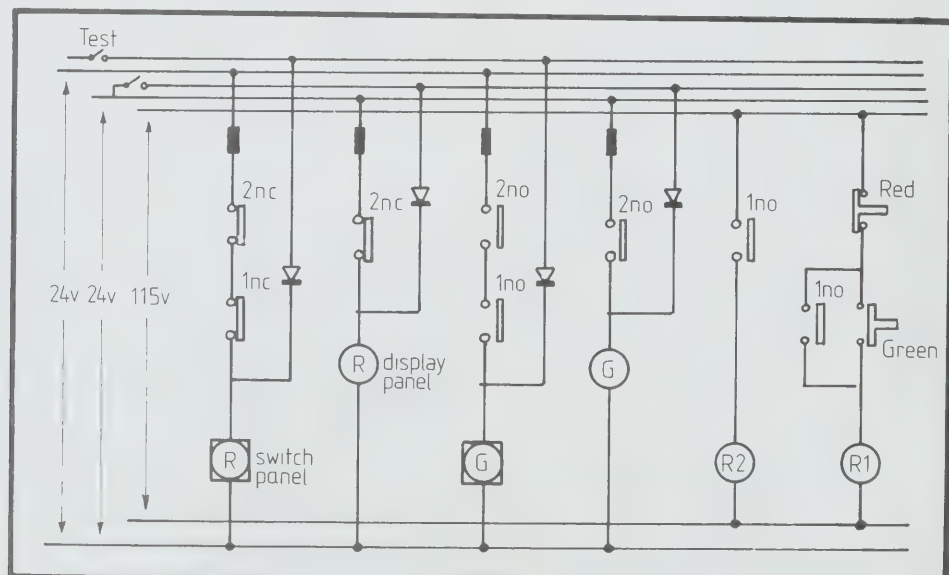 Test
2nc
2nc
2no
2no
1no
Red
24v 24v 115v
1nc
1no
1no
Green
R display
panel
G
R switch
panel
G
R2
R1